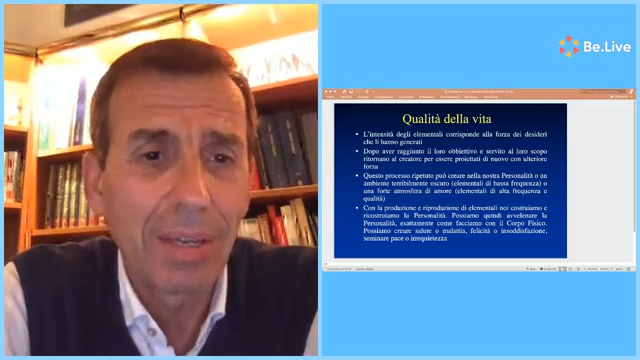 Be.Live
Qualità della vita
• L'intensità degli elementali corrisponde alla forza dei desideri
che li hanno generati
• Dopo aver raggiunto il loro obbiettivo e servito al loro scopo
ritornano al creatore per essere proiettati di nuovo con ulteriore
forza
• Questo processo ripetuto può creare nella nostra Personalità o un
ambiente terribilmente oscuro (elementali di bassa frequenza) o
una forte atmosfera di amore (elementali di alta frequenza e
qualità)
• Con la produzione e riproduzione di elementali noi costruiamo e
ricostruiamo la Personalità. Possiamo quindi avvelenare la
Personalità, esattamente come facciamo con il Corpo Fisico.
Possiamo creare salute o malattia, felicità o insoddisfazione,
seminare pace o irrequietezza